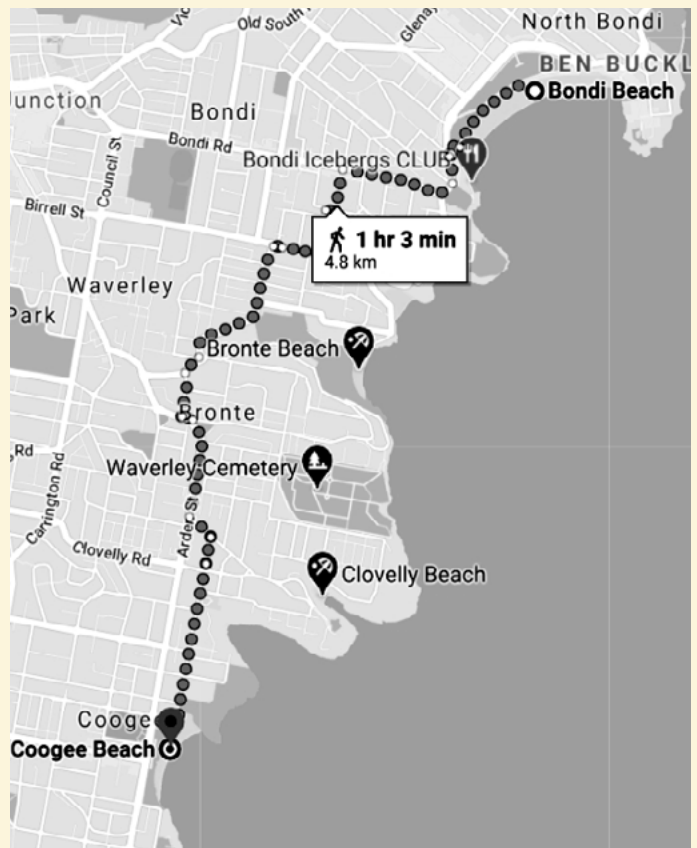 North Bondi
Old South
Glenay
BEN BUCKL
Bondi Beach
Junction
Bondi
Council St
Bondi Rd
Bondi Icebergs CLUB
Birrell St
1 hr 3 min
4.8 km
Waverley
Park
Bronte Beach
Bronte
Rd
Waverley Cemetery
Carrington Rd
Arden St
Clovelly Rd
Clovelly Beach
Cooge
Coogee Beach